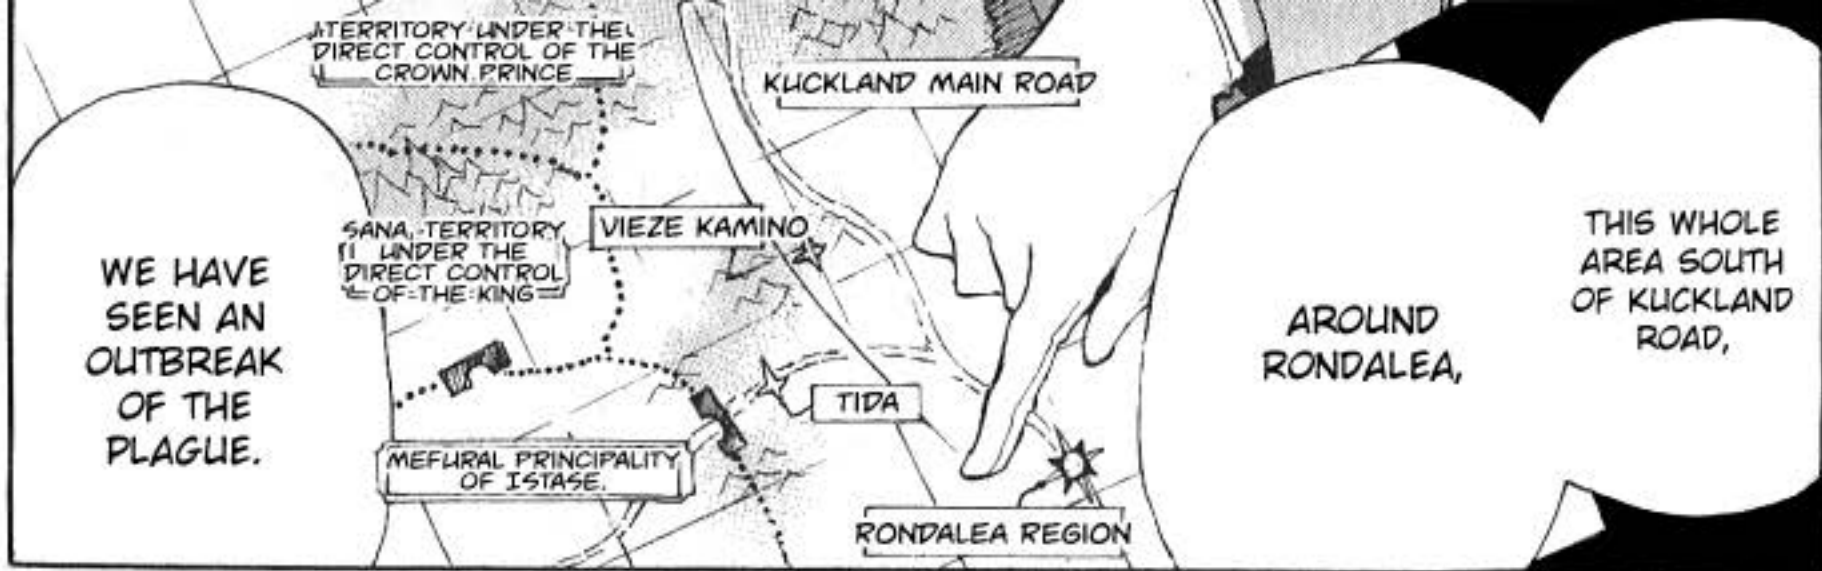 THIS WHOLE
AREA SOUTH
OF KUCKLAND
ROAD,
AROUND
RONDALEA,
KUCKLAND MAIN ROAD
TERRITORY UNDER THE
DIRECT CONTROL OF THE
CROWN PRINCE
VIEZE KAMINO
SANA, TERRITORY
UNDER THE
DIRECT CONTROL
OF THE KING
TIDA
MEFURAL PRINCIPALITY
OF ISTASE.
RONDALEA REGION
WE HAVE
SEEN AN
OUTBREAK
OF THE
PLAGUE.